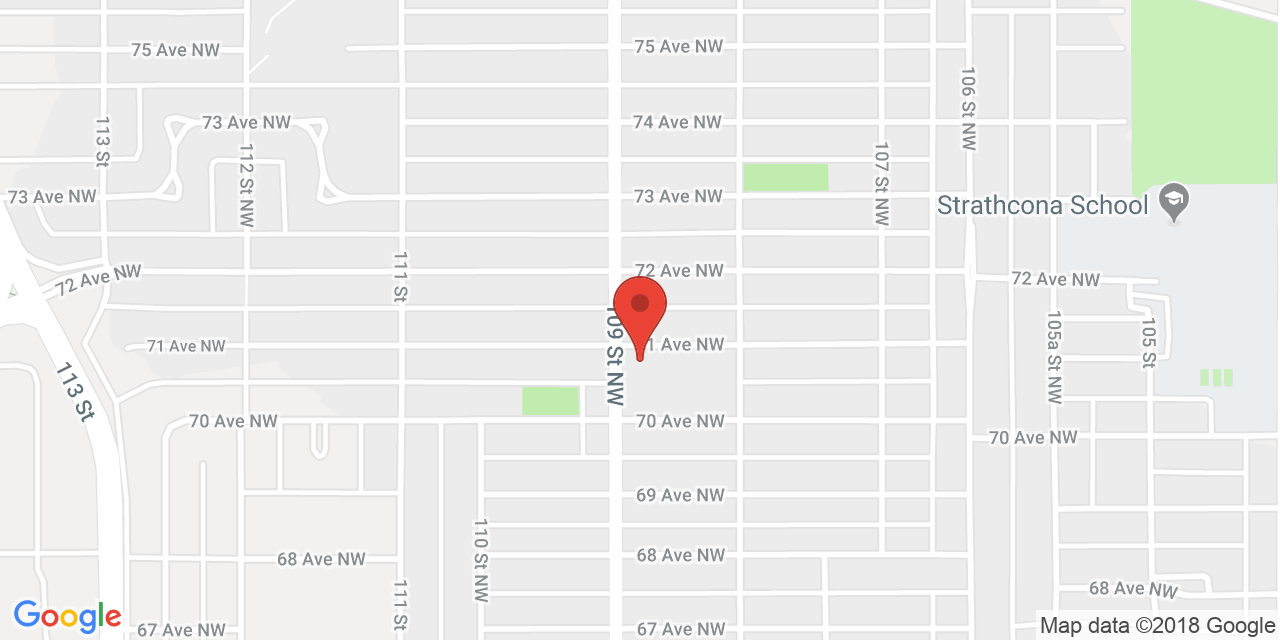 75 Ave NW
75 Ave NW
106 St NW
113 St
73 Ave NW
74 Ave NW
112 St NW
107 St NW
73 Ave NW
73 Ave NW
Strathcona School
111 St
72 Ave NW
72 Ave NW
72 Ave NW
109 St NW
71 Ave NW
1 Ave NW
105a St NW
105 St
113 St
70 Ave NW
70 Ave NW
70 Ave NW
69 Ave NW
110 St NW
68 Ave NW
68 Ave NW
68 Ave NW
111 St
Google
67 Ave NW
67 Ave NW
Map data ©2018 Google